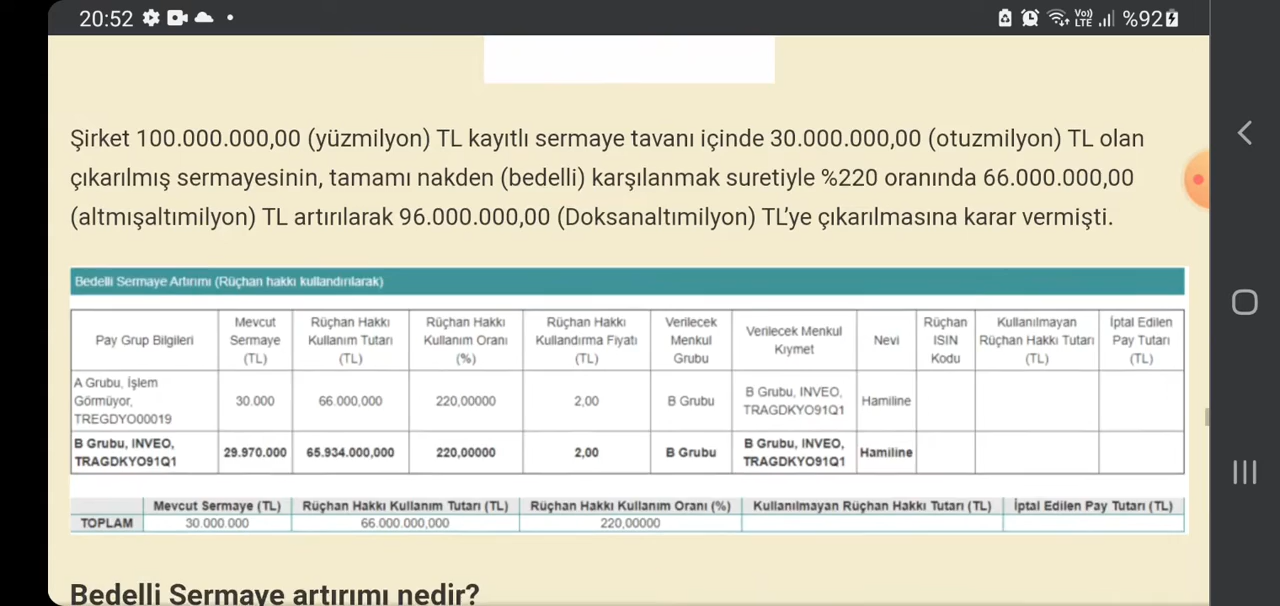 20:52
Vo))
LTE
%92
Şirket 100.000.000,00 (yüzmilyon) TL kayıtlı sermaye tavanı içinde 30.000.000,00 (otuzmilyon) TL olan
çıkarılmış sermayesinin, tamamı nakden (bedelli) karşılanmak suretiyle %220 oranında 66.000.000,00
(altmışaltımilyon) TL artırılarak 96.000.000,00 (Doksanaltımilyon) TL’ye çıkarılmasına karar vermişti.
Bedelli Sermaye Artırımı (Rüçhan hakkı kullandırılarak)
Pay Grup Bilgileri
Mevcut
Sermaye
(TL)
Rüçhan Hakkı
Kullanım Tutarı
(TL)
Rüçhan Hakkı
Kullanım Oranı
(%)
Rüçhan Hakkı
Kullandırma Fiyatı
(TL)
Verilecek
Menkul
Grubu
Verilecek Menkul
Kıymet
Nevi
Rüçhan
ISIN
Kodu
Kullanılmayan
Rüçhan Hakkı Tutarı
(TL)
İptal Edilen
Pay Tutarı
(TL)
A Grubu, İşlem
Görmüyor,
TREGDYO00019
30.000
66.000,000
220,00000
2,00
B Grubu
B Grubu, INVEO,
TRAGDKYO91Q1
Hamiline
B Grubu, INVEO,
TRAGDKYO91Q1
29.970.000
65.934.000,000
220,00000
2,00
B Grubu
B Grubu, INVEO,
TRAGDKYO91Q1
Hamiline
Mevcut Sermaye (TL)
Rüçhan Hakkı Kullanım Tutarı (TL)
Rüçhan Hakkı Kullanım Oranı (%)
Kullanılmayan Rüçhan Hakkı Tutarı (TL)
İptal Edilen Pay Tutarı (TL)
TOPLAM
30.000.000
66.000.000,000
220,00000
Bedelli Sermaye artırımı nedir?